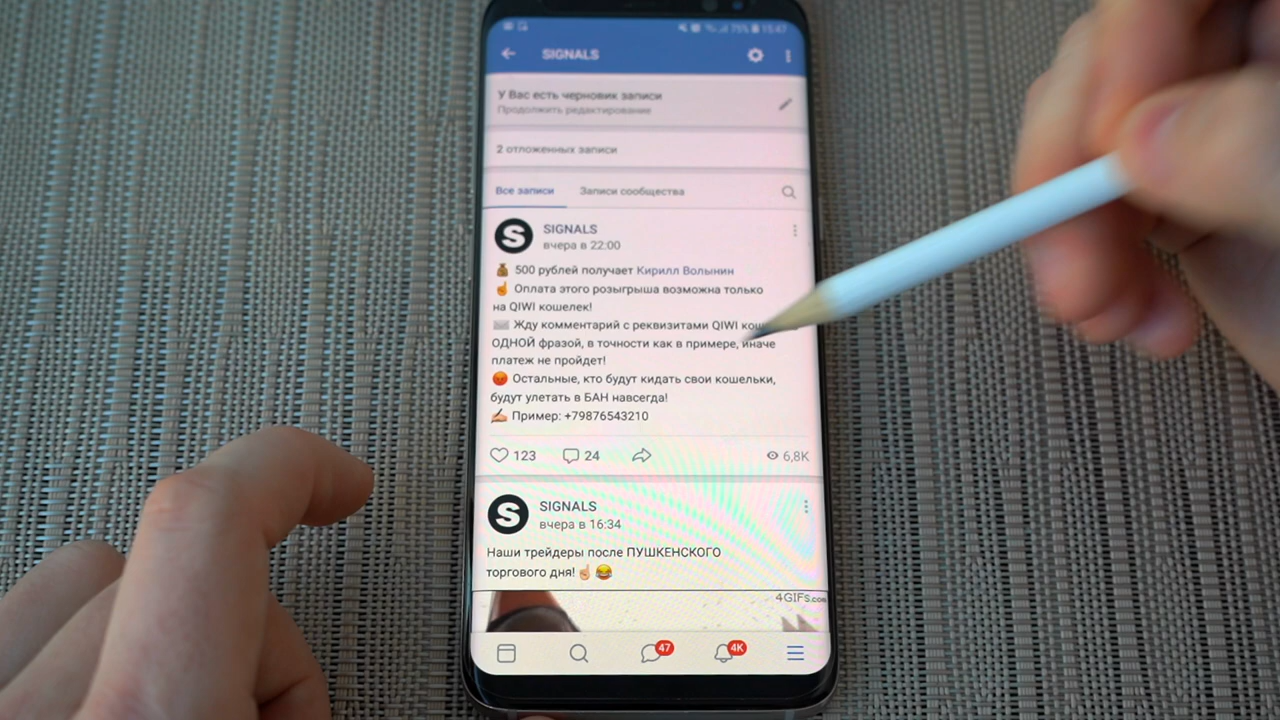 75% 15:47
SIGNALS
У Вас есть черновик записи
Продолжить редактирование
2 отложенных записи
Все записи Записи сообщества
SIGNALS
вчера в 22:00
500 рублей получает Кирилл Волынин
Оплата этого розыгрыша возможна только
на QIWI кошелек!
Жду комментарий с реквизитами QIWI
ОДНОЙ фразой, в точности как в примере, иначе
платеж не пройдет!
Остальные, кто будут кидать свои кошельки,
будут улетать в БАН навсегда!
Пример: +79876543210
123 24 6,8K
S SIGNALS
вчера в 16:34
Наши трейдеры после ПУШКЕНСКОГО
торгового дня!
4GIFs.com
47 4K